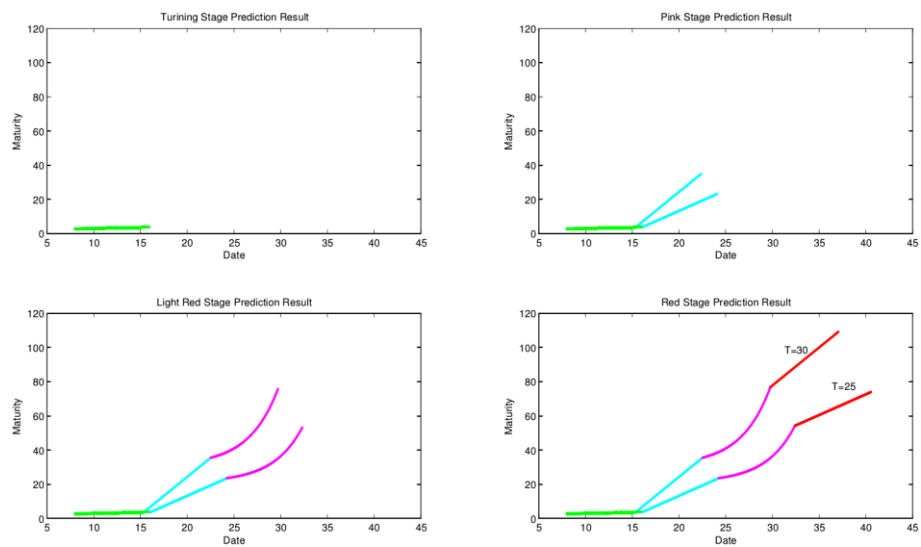 Turining Stage Prediction Result
120
100
80
60
40
20
0
Maturity
5 10 15 20 25 30 35 40 45
Date
Pink Stage Prediction Result
120
100
80
60
40
20
0
Maturity
5 10 15 20 25 30 35 40 45
Date
Light Red Stage Prediction Result
120
100
80
60
40
20
0
Maturity
5 10 15 20 25 30 35 40 45
Date
Red Stage Prediction Result
120
100
80
60
40
20
0
Maturity
T=30
T=25
5 10 15 20 25 30 35 40 45
Date